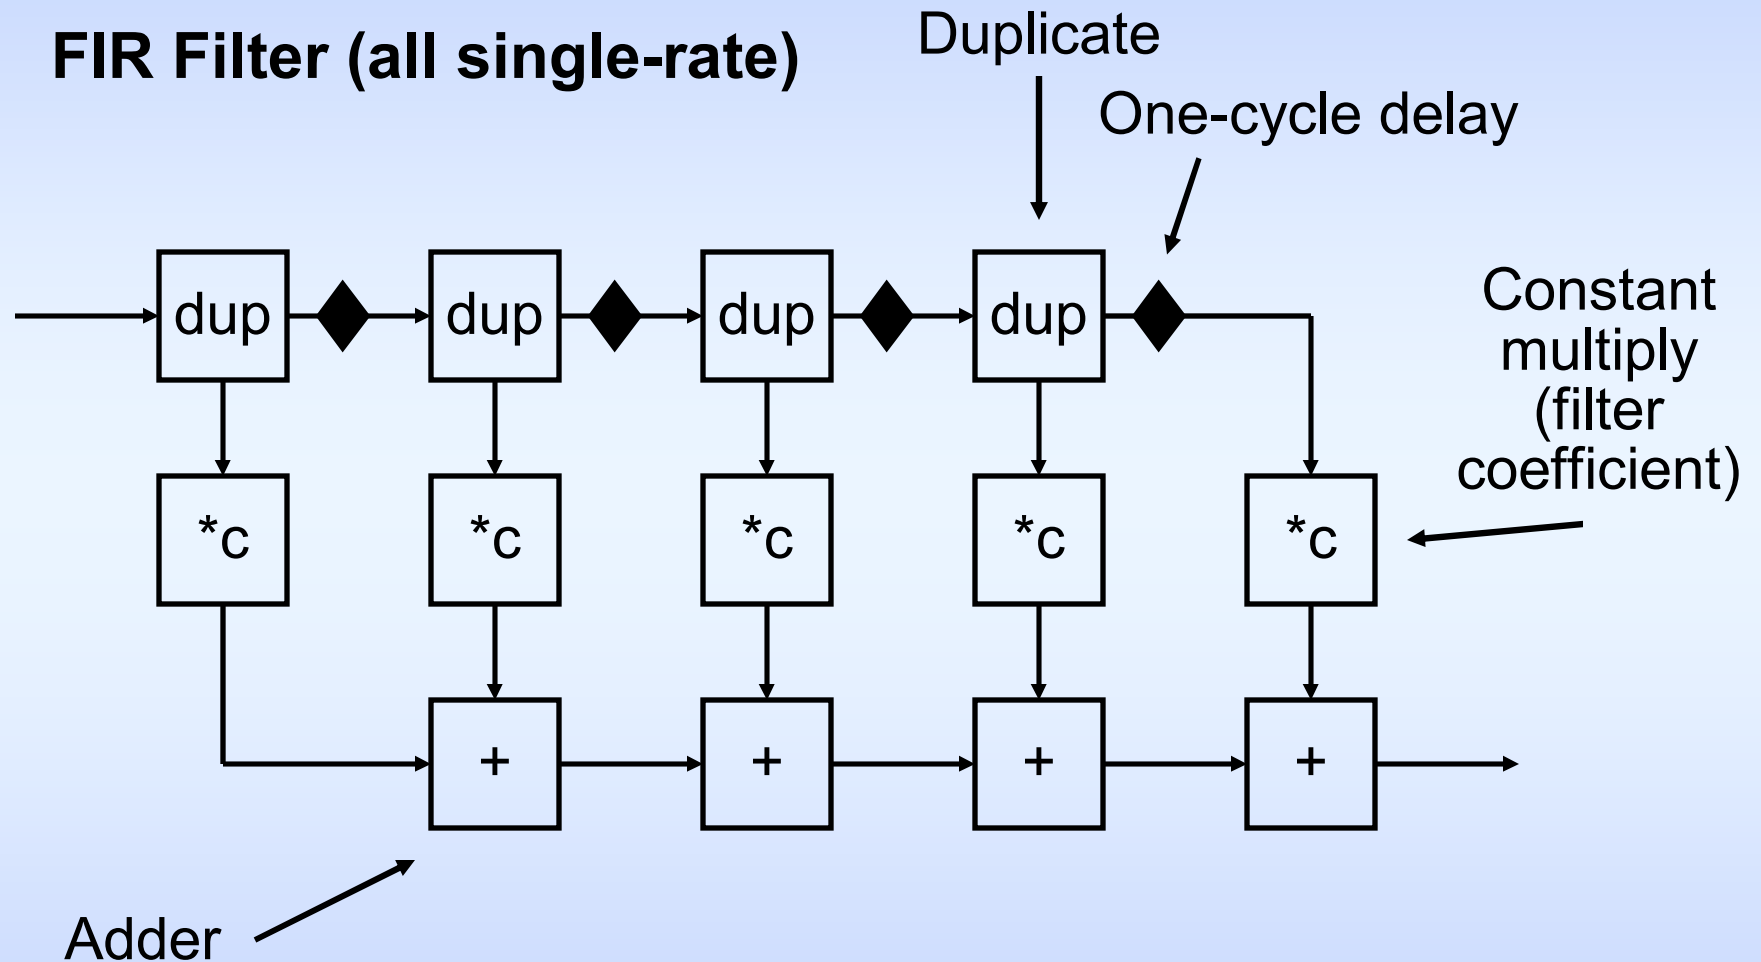 FIR Filter (all single-rate)
Duplicate
One-cycle delay
dup
dup
dup
dup
Constant
multiply
(filter
coefficient)
*c
*c
*c
*c
*c
+
+
+
+
Adder